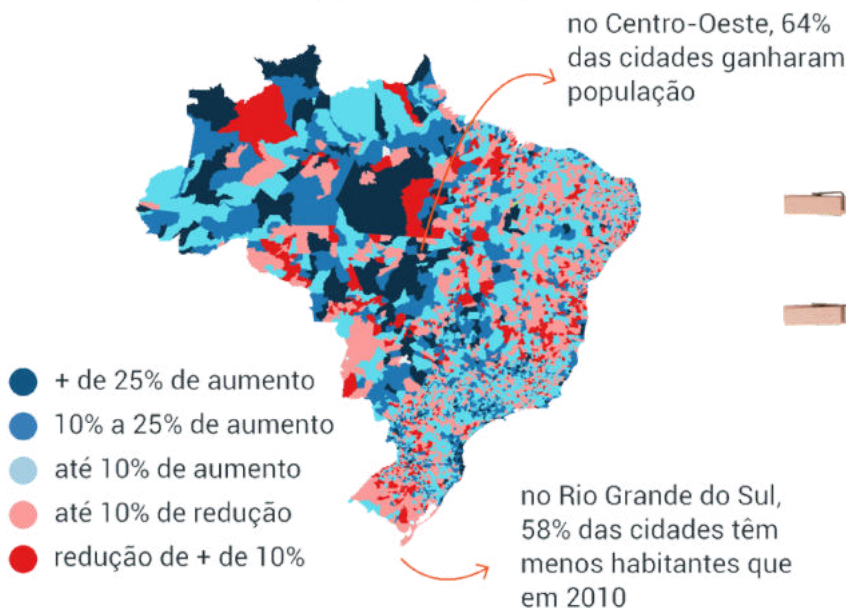 no Centro-Oeste, 64%
das cidades ganharam
população
+ de 25% de aumento
10% a 25% de aumento
até 10% de aumento
até 10% de redução
redução de + de 10%
no Rio Grande do Sul,
58% das cidades têm
menos habitantes que
em 2010